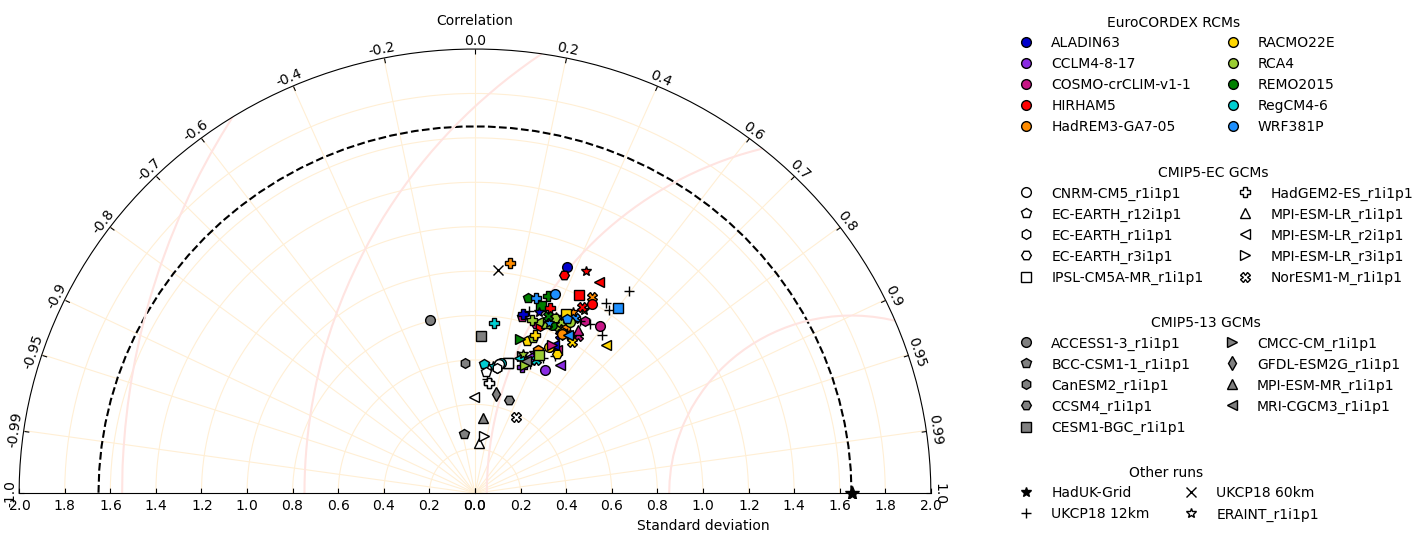 Correlation
0.0
-0.2 0.2
-0.4 0.4
-0.6 0.6
-0.7 0.7
-0.8 0.8
-0.9 0.9
-0.95 0.95
-0.99 0.99
-1.0 1.0
2.0 1.8 1.6 1.4 1.2 1.0 0.8 0.6 0.4 0.2 0.0 0.2 0.4 0.6 0.8 1.0 1.2 1.4 1.6 1.8 2.0
Standard deviation
EuroCORDEX RCMs
ALADIN63 RACMO22E
CCLM4-8-17 RCA4
COSMO-crCLIM-v1-1 REMO2015
HIRHAM5 RegCM4-6
HadREM3-GA7-05 WRF381P
CMIP5-EC GCMs
CNRM-CM5_r1i1p1 HadGEM2-ES_r1i1p1
EC-EARTH_r12i1p1 MPI-ESM-LR_r1i1p1
EC-EARTH_r1i1p1 MPI-ESM-LR_r2i1p1
EC-EARTH_r3i1p1 MPI-ESM-LR_r3i1p1
IPSL-CM5A-MR_r1i1p1 NorESM1-M_r1i1p1
CMIP5-13 GCMs
ACCESS1-3_r1i1p1 CMCC-CM_r1i1p1
BCC-CSM1-1_r1i1p1 GFDL-ESM2G_r1i1p1
CanESM2_r1i1p1 MPI-ESM-MR_r1i1p1
CCSM4_r1i1p1 MRI-CGCM3_r1i1p1
CESM1-BGC_r1i1p1
Other runs
HadUK-Grid UKCP18 60km
UKCP18 12km ERAINT_r1i1p1